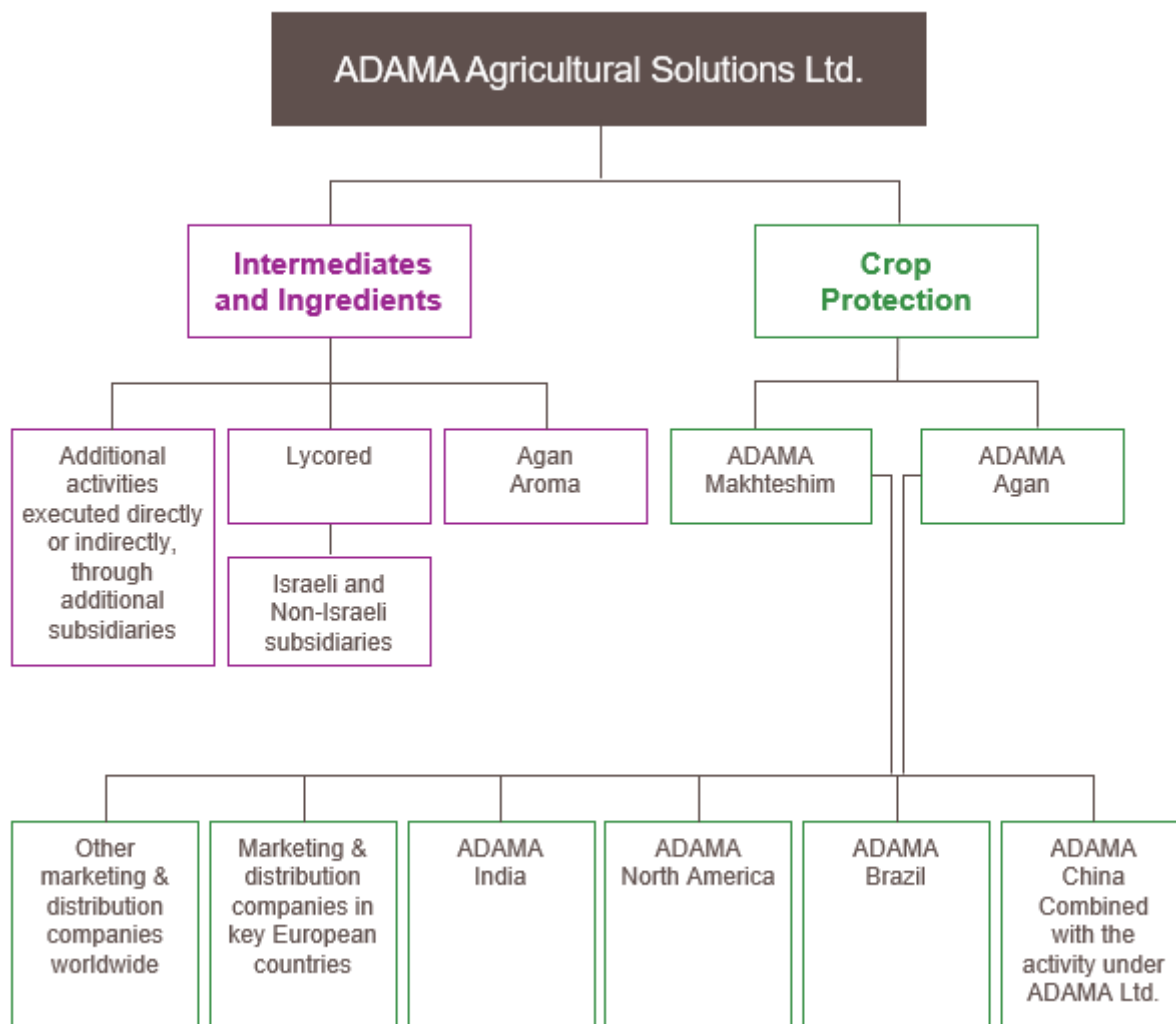 ADAMA Agricultural Solutions Ltd.
Intermediates
and Ingredients
Crop
Protection
Additional
activities
executed directly
or indirectly,
through
additional
subsidiaries
Lycored
Agan
Aroma
ADAMA
Makhteshim
ADAMA
Agan
Israeli and
Non-Israeli
subsidiaries
Other
marketing &
distribution
companies
worldwide
Marketing &
distribution
companies in
key European
countries
ADAMA
India
ADAMA
North America
ADAMA
Brazil
ADAMA
China
Combined
with the
activity under
ADAMA Ltd.